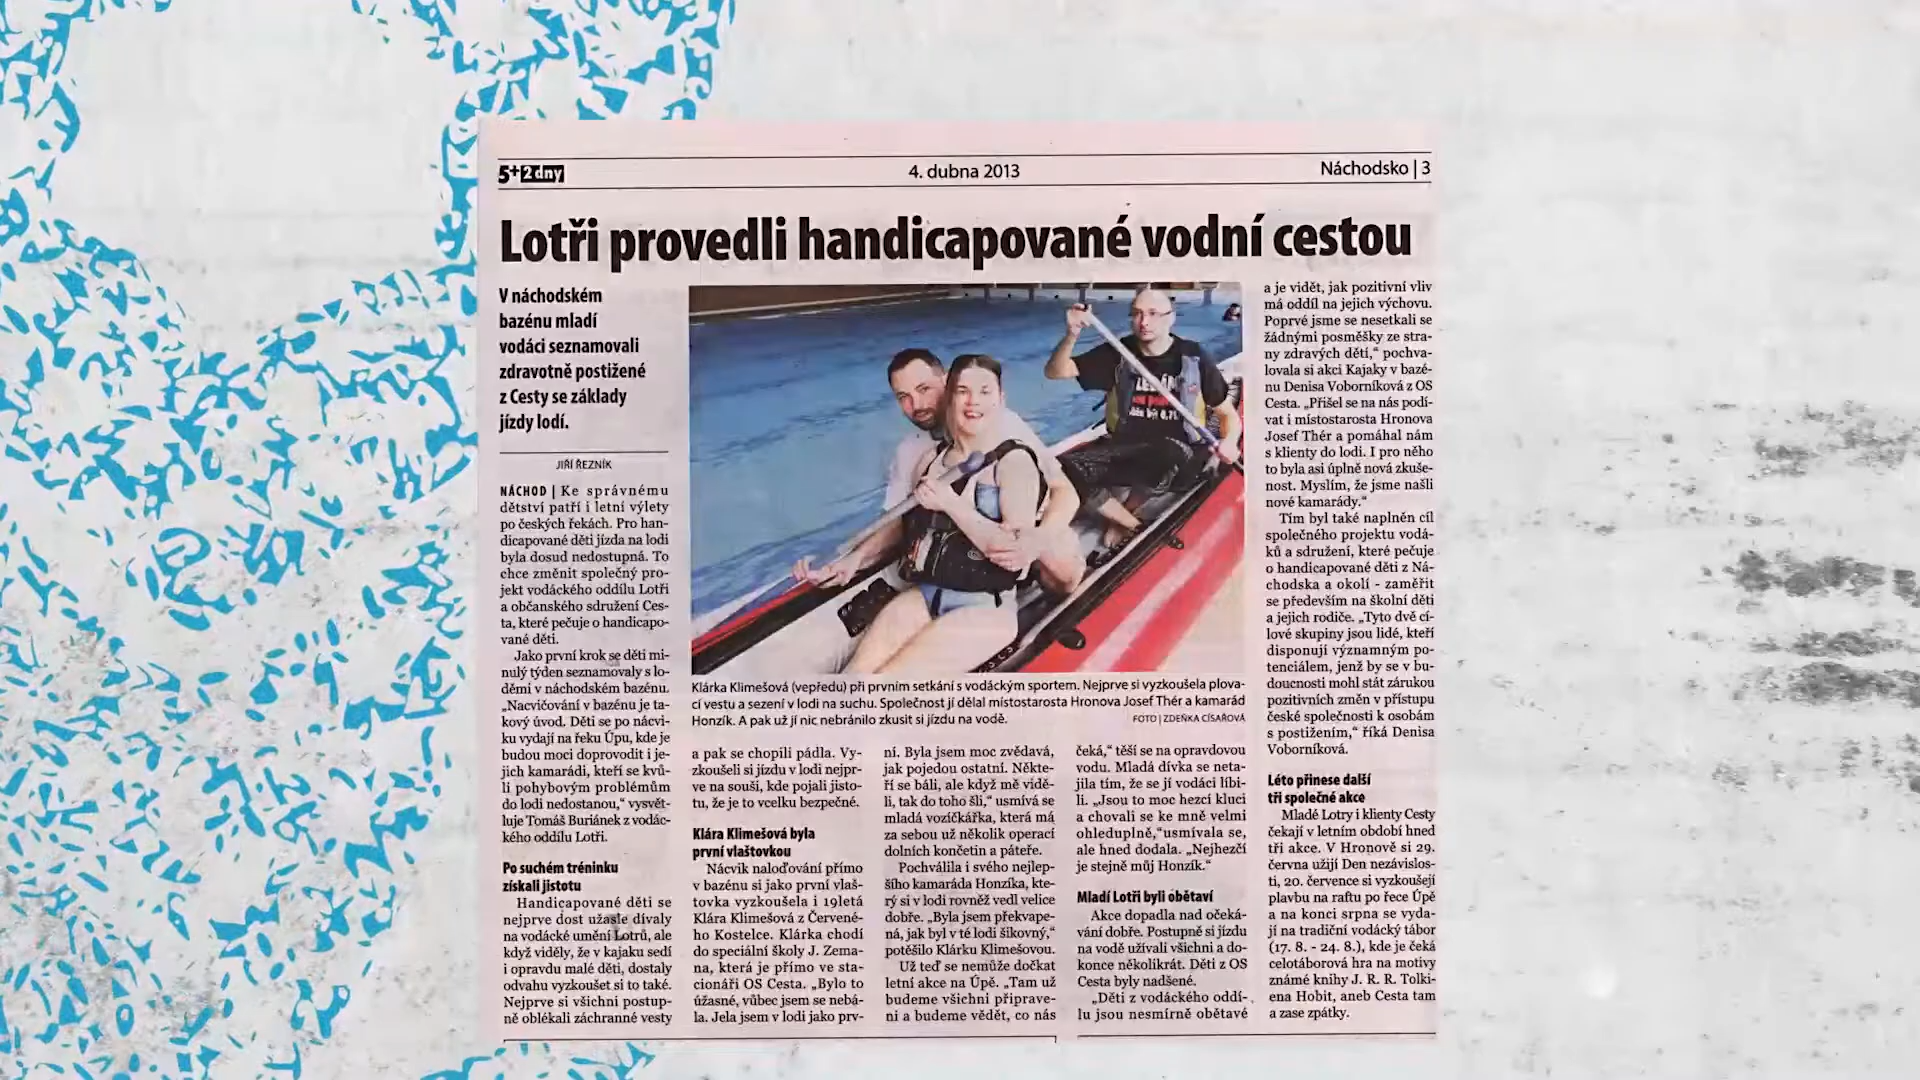 5+2 dny
4. dubna 2013
Náchodsko | 3
Lotři provedli handicapované vodní cestou
V náchodském
bazénu mladí
vodáci seznamovali
zdravotně postižené
z Cesty se základy
jízdy lodí.
JIŘÍ ŘEZNÍK
NÁCHOD | Ke správnému
dětství patří i letní výlety
po českých řekách. Pro han-
dicapované děti jízda na lodi
byla dosud nedostupná. To
chce změnit společný pro-
jekt vodáckého oddílu Lotři
a občanského sdružení Ces-
ta, které pečuje o handicapo-
vané děti.
Jako první krok se děti mi-
nulý týden seznamovaly s lo-
děmi v náchodském bazénu.
„Nacvičování v bazénu je ta-
kový úvod. Děti se po nácvi-
ku vydají na řeku Úpu, kde je
budou moci doprovodit i je-
jich kamarádi, kteří se kvů-
li pohybovým problémům
do lodi nedostanou,“ vysvět-
luje Tomáš Buriánek z vodác-
kého oddílu Lotři.
Po suchém tréninku
získali jistotu
Handicapované děti se
nejprve dost užasle dívaly
na vodácké umění Lotrů, ale
když viděly, že v kajaku sedí
i opravdu malé děti, dostaly
odvahu vyzkoušet si to také.
Nejprve si všichni postup-
ně oblékali záchranné vesty
Klárka Klimešová (vepředu) při prvním setkání s vodáckým sportem. Nejprve si vyzkoušela plova-
cí vestu a sezení v lodi na suchu. Společnost jí dělal místostarosta Hronova Josef Thér a kamarád
Honzík. A pak už jí nic nebránilo zkusit si jízdu na vodě.
FOTO | ZDEŇKA CÍSAŘOVÁ
a pak se chopili pádla. Vy-
zkoušeli si jízdu v lodi nejpr-
ve na souši, kde pojali jisto-
tu, že je to vcelku bezpečné.
Klára Klimešová byla
první vlaštovkou
Nácvik naloďování přímo
v bazénu si jako první vlaš-
tovka vyzkoušela i 19letá
Klára Klimešová z Červené-
ho Kostelce. Klárka chodí
do speciální školy J. Zema-
na, která je přímo ve sta-
cionáři OS Cesta. „Bylo to
úžasné, vůbec jsem se nebá-
la. Jela jsem v lodi jako prv-
ní. Byla jsem moc zvědavá,
jak pojedou ostatní. Někte-
ří se báli, ale když mě vidě-
li, tak do toho šli,“ usmívá se
mladá vozíčkářka, která má
za sebou už několik operací
dolních končetin a páteře.
Pochválila i svého nejlep-
šího kamaráda Honzíka, kte-
rý si v lodi rovněž vedl velice
dobře. „Byla jsem překvape-
ná, jak byl v té lodi šikovný,“
potěšilo Klárku Klimešovou.
Už teď se nemůže dočkat
letní akce na Úpě. „Tam už
budeme všichni připrave-
ni a budeme vědět, co nás
čeká,“ těší se na opravdovou
vodu. Mladá dívka se neta-
jila tím, že se jí vodáci líbi-
li. „Jsou to moc hezcí kluci
a chovali se ke mně velmi
ohleduplně,“usmívala se,
ale hned dodala. „Nejhezčí
je stejně můj Honzík.“
Mladí Lotři byli obětaví
Akce dopadla nad očeká-
vání dobře. Postupně si jízdu
na vodě užívali všichni a do-
konce několikrát. Děti z OS
Cesta byly nadšené.
„Děti z vodáckého oddí-
lu jsou nesmírně obětavé
a je vidět, jak pozitivní vliv
má oddíl na jejich výchovu.
Poprvé jsme se nesetkali se
žádnými posměšky ze stra-
ny zdravých dětí,“ pochva-
lovala si akci Kajaky v bazé-
nu Denisa Voborníková z OS
Cesta. „Přišel se na nás podí-
vat i místostarosta Hronova
Josef Thér a pomáhal nám
s klienty do lodi. I pro něho
to byla asi úplně nová zkuše-
nost. Myslím, že jsme našli
nové kamarády.“
Tím byl také naplněn cíl
společného projektu vodá-
ků a sdružení, které pečuje
o handicapované děti z Ná-
chodska a okolí - zaměřit
se především na školní děti
a jejich rodiče. „Tyto dvě cí-
lové skupiny jsou lidé, kteří
disponují významným po-
tenciálem, jenž by se v bu-
doucnosti mohl stát zárukou
pozitivních změn v přístupu
české společnosti k osobám
s postižením,“ říká Denisa
Voborníková.
Léto přinese další
tři společné akce
Mladé Lotry i klienty Cesty
čekají v letním období hned
tři akce. V Hronově si 29.
června užijí Den nezávislos-
ti, 20. července si vyzkoušejí
plavbu na raftu po řece Úpě
a na konci srpna se vyda-
jí na tradiční vodácký tábor
(17. 8. - 24. 8.), kde je čeká
celotáborová hra na motivy
známé knihy J. R. R. Tolki-
ena Hobit, aneb Cesta tam
a zase zpátky.